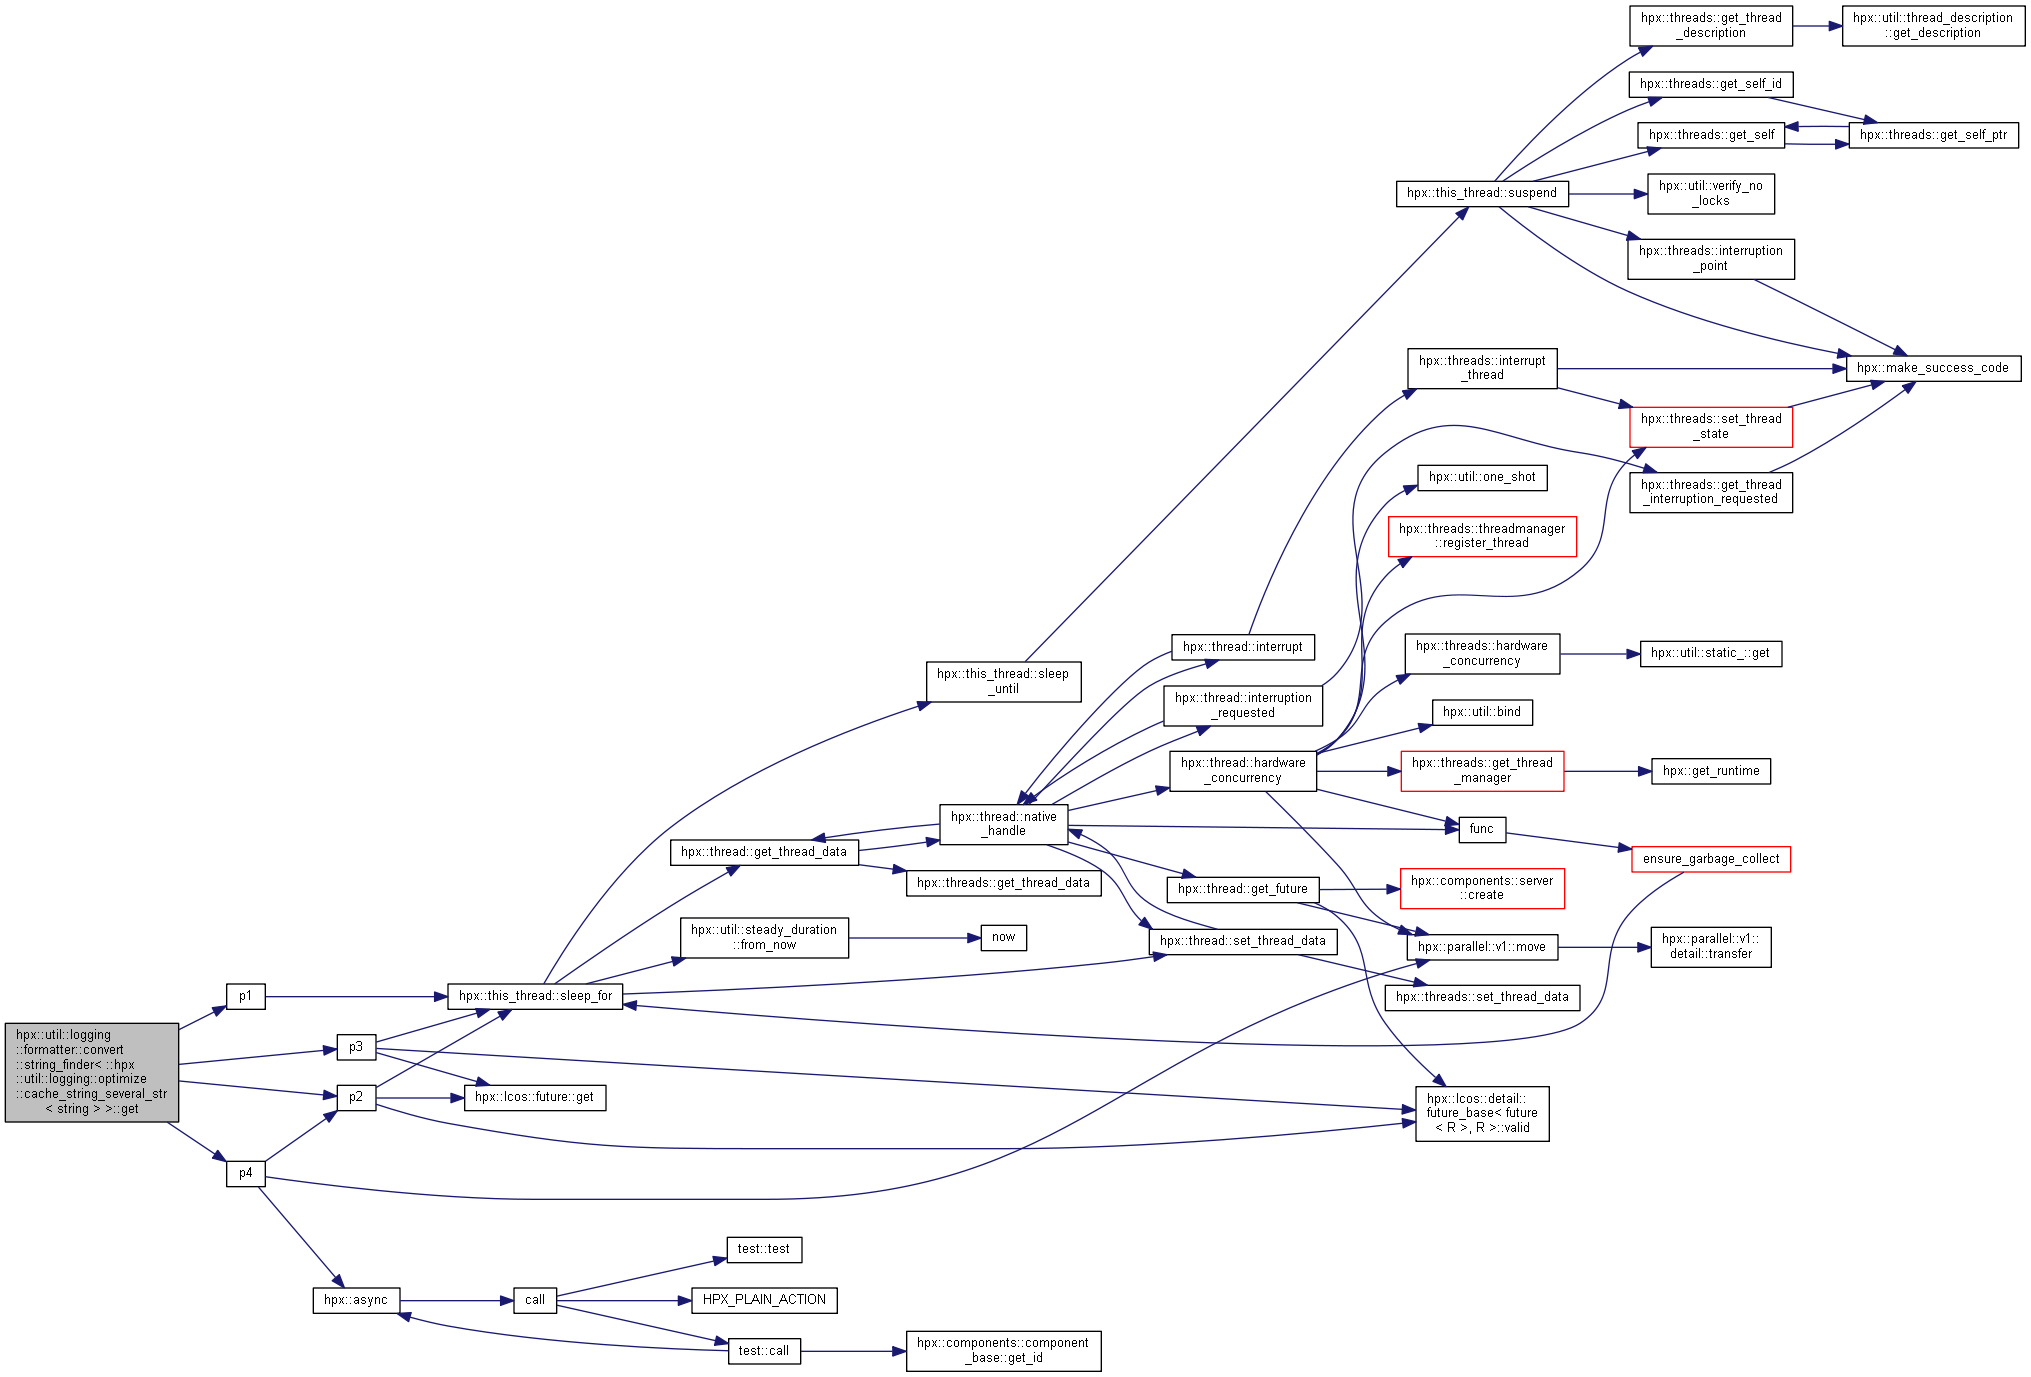 hpx::threads::get_thread
_description
hpx::util::thread_description
::get_description
hpx::threads::get_self_id
hpx::threads::get_self
hpx::threads::get_self_ptr
hpx::this_thread::suspend
hpx::util::verify_no
_locks
hpx::threads::interruption
_point
hpx::make_success_code
hpx::threads::interrupt
_thread
hpx::threads::set_thread
_state
hpx::util::one_shot
hpx::threads::get_thread
_interruption_requested
hpx::threads::threadmanager
::register_thread
hpx::thread::interrupt
hpx::threads::hardware
_concurrency
hpx::util::static_::get
hpx::this_thread::sleep
_until
hpx::thread::interruption
_requested
hpx::util::bind
hpx::thread::hardware
_concurrency
hpx::threads::get_thread
_manager
hpx::get_runtime
hpx::thread::native
_handle
func
hpx::thread::get_thread_data
ensure_garbage_collect
hpx::threads::get_thread_data
hpx::thread::get_future
hpx::components::server
::create
hpx::util::steady_duration
::from_now
now
hpx::thread::set_thread_data
hpx::parallel::v1::move
hpx::parallel::v1::
detail::transfer
p1
hpx::this_thread::sleep_for
hpx::threads::set_thread_data
hpx::util::logging
::formatter::convert
::string_finder< ::hpx
::util::logging::optimize
::cache_string_several_str
< string > >::get
p3
p2
hpx::lcos::future::get
hpx::lcos::detail::
future_base< future
< R >, R >::valid
p4
test::test
hpx::async
call
HPX_PLAIN_ACTION
test::call
hpx::components::component
_base::get_id